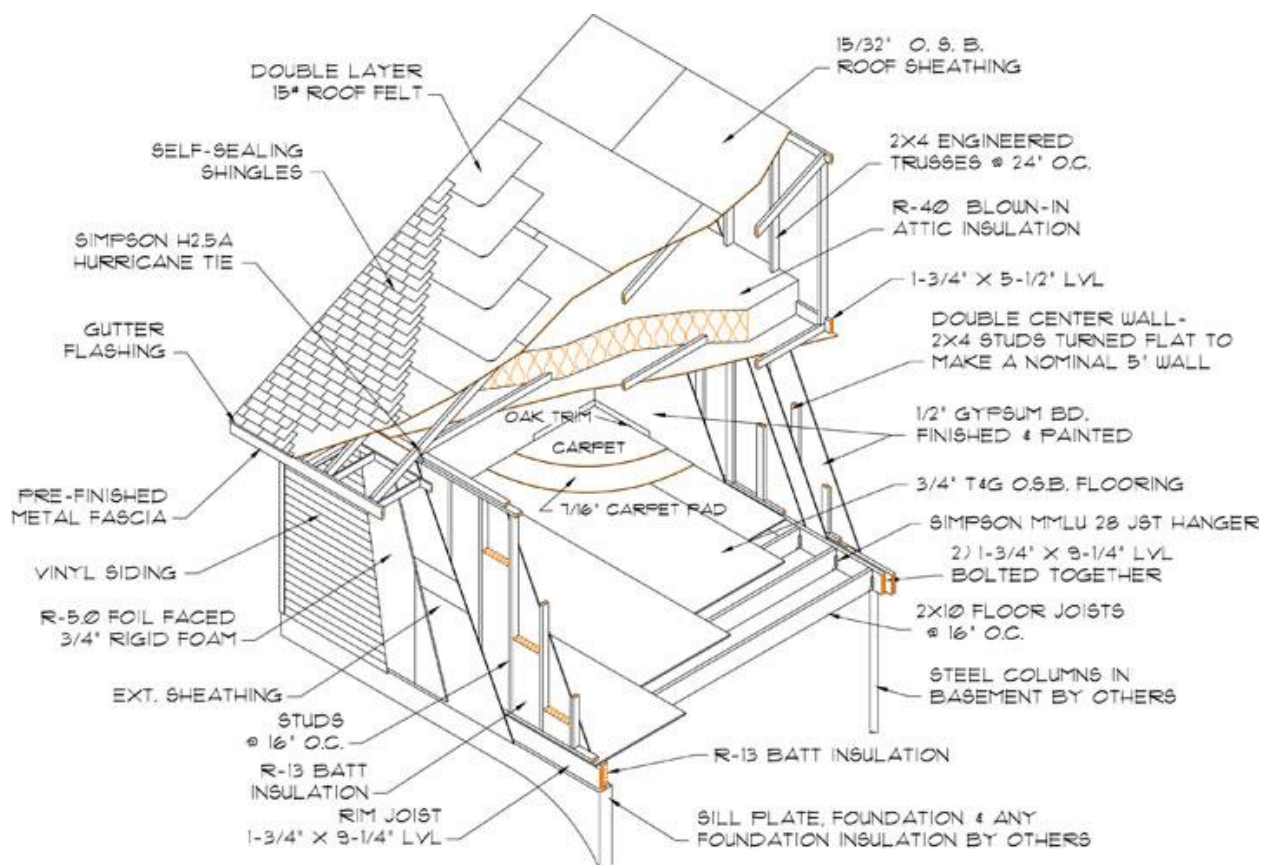 DOUBLE LAYER
15# ROOF FELT
SELF-SEALING
SHINGLES
SIMPSON H2.5A
HURRICANE TIE
GUTTER
FLASHING
PRE-FINISHED
METAL FASCIA
VINYL SIDING
R-5.0 FOIL FACED
3/4" RIGID FOAM
EXT. SHEATHING
STUDS
@ 16" O.C.
R-13 BATT
INSULATION
RIM JOIST
1-3/4" X 9-1/4" LVL
OAK TRIM
CARPET
7/16" CARPET PAD
15/32" O. S. B.
ROOF SHEATHING
2X4 ENGINEERED
TRUSSES @ 24" O.C.
R-40 BLOWN-IN
ATTIC INSULATION
1-3/4" X 5-1/2" LVL
DOUBLE CENTER WALL-
2X4 STUDS TURNED FLAT TO
MAKE A NOMINAL 5" WALL
1/2" GYPSUM BD.
FINISHED & PAINTED
3/4" T&G O.S.B. FLOORING
SIMPSON MMLU 28 JST HANGER
2) 1-3/4" X 9-1/4" LVL
BOLTED TOGETHER
2X10 FLOOR JOISTS
@ 16" O.C.
STEEL COLUMNS IN
BASEMENT BY OTHERS
R-13 BATT INSULATION
SILL PLATE, FOUNDATION & ANY
FOUNDATION INSULATION BY OTHERS